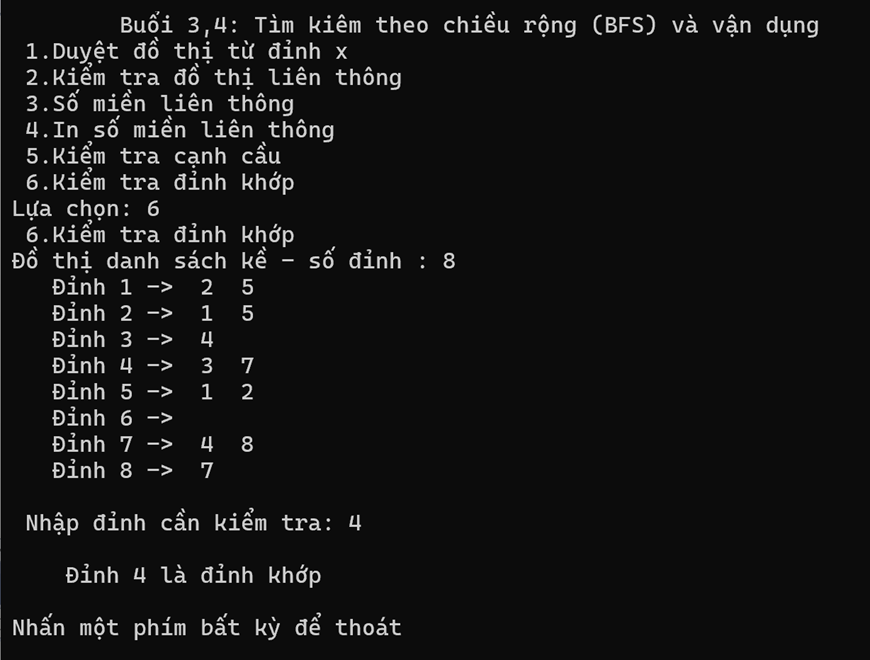 Buổi 3,4: Tìm kiêm theo chiều rộng (BFS) và vận dụng
1.Duyệt đồ thị từ đỉnh x
2.Kiểm tra đồ thị liên thông
3.Số miền liên thông
4.In số miền liên thông
5.Kiểm tra cạnh cầu
6.Kiểm tra đỉnh khớp
Lựa chọn: 6
6.Kiểm tra đỉnh khớp
Đồ thị danh sách kề - số đỉnh : 8
Đỉnh 1 -> 2 5
Đỉnh 2 -> 1 5
Đỉnh 3 -> 4
Đỉnh 4 -> 3 7
Đỉnh 5 -> 1 2
Đỉnh 6 ->
Đỉnh 7 -> 4 8
Đỉnh 8 -> 7
Nhập đỉnh cần kiểm tra: 4
Đỉnh 4 là đỉnh khớp
Nhấn một phím bất kỳ để thoát